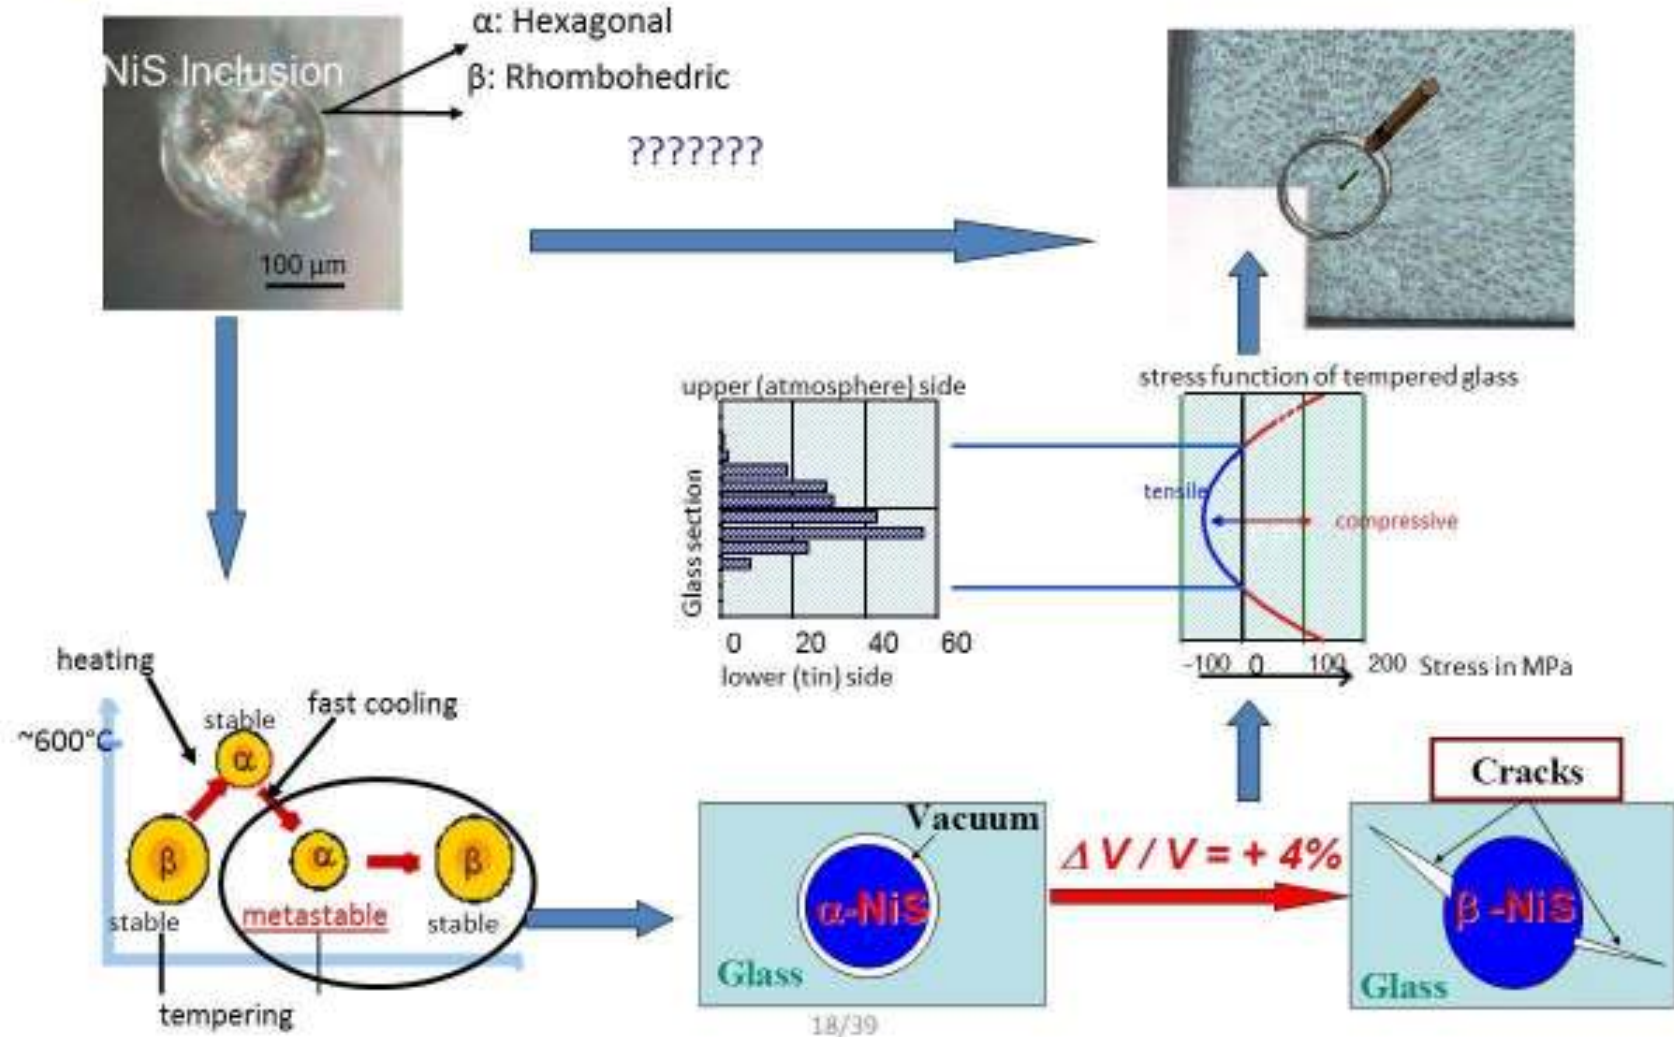 α: Hexagonal
NiS Inclusion
β: Rhombohedric
???????
100 µm
upper (atmosphere) side
stress function of tempered glass
Glass section
tensile
compressive
0 20 40 60
lower (tin) side
-100 0 100 200 Stress in MPa
heating
fast cooling
stable
~600°C
α
β
α
β
stable
metastable
stable
tempering
Vacuum
α-NiS
Glass
Δ V / V = + 4%
Cracks
β -NiS
Glass
18/39